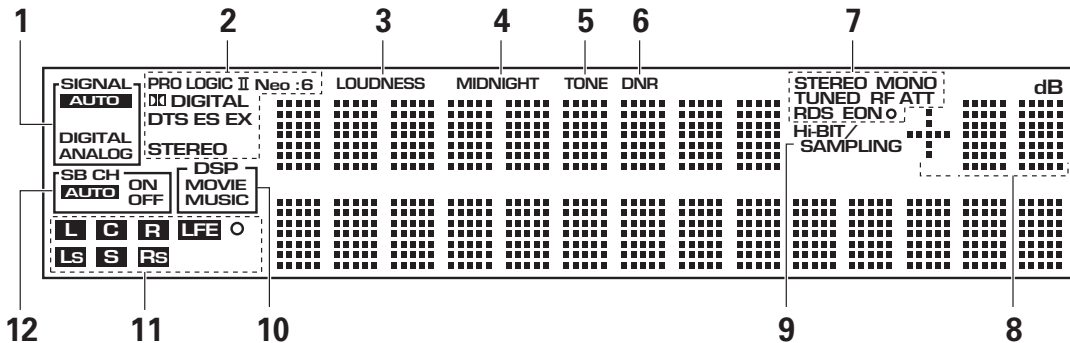 1 2 3 4 5 6 7
SIGNAL PRO LOGIC II Neo :6 LOUDNESS MIDNIGHT TONE DNR STEREO MONO dB
AUTO DIGITAL TUNED RF ATT
DTS ES EX RDS EON
DIGITAL Hi-BIT/
ANALOG STEREO SAMPLING
SB CH DSP
AUTO ON MOVIE
OFF MUSIC
L C R LFE
Ls S Rs
12 11 10 9 8